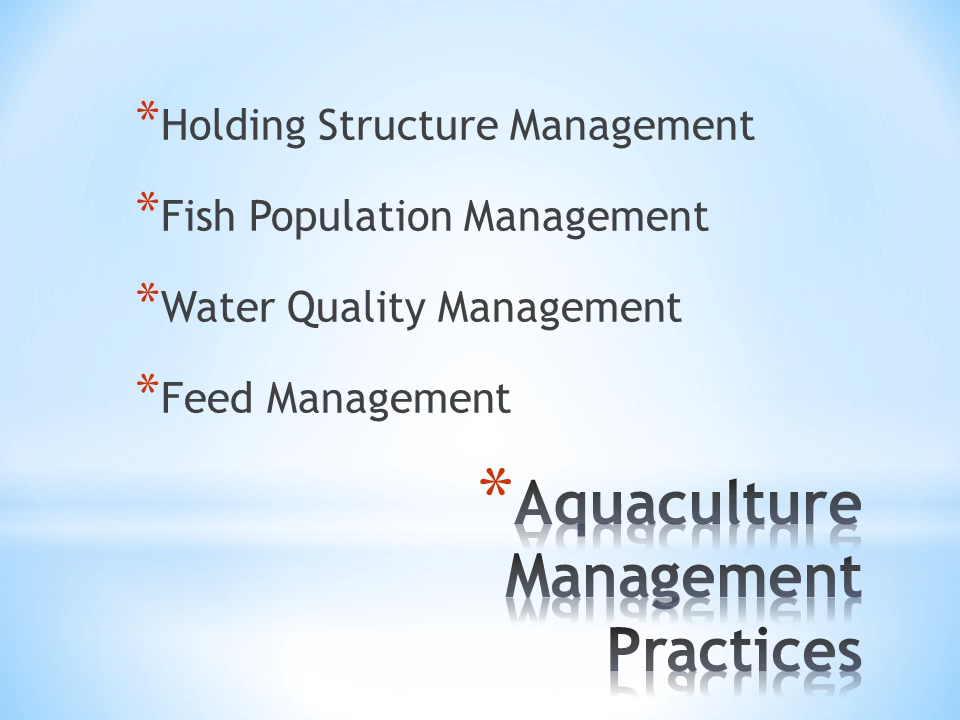 * Holding Structure Management
* Fish Population Management
* Water Quality Management
* Feed Management
* Aquaculture
Management
Practices